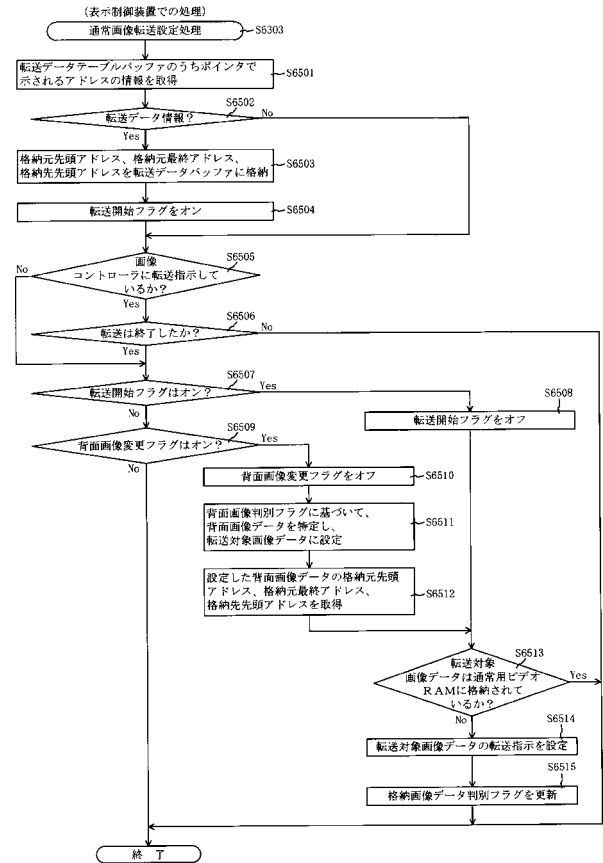 (表示制御装置での処理)
通常画像転送設定処理
S6303
転送データテーブルバッファのうちポインタで
示されるアドレスの情報を取得
S6501
S6502
転送データ情報?
No
Yes
格納元先頭アドレス、格納元最終アドレス、
格納先先頭アドレスを転送データバッファに格納
S6503
転送開始フラグをオン
S6504
S6505
画像
コントローラに転送指示して
いるか?
No
Yes
S6506
転送は終了したか?
No
Yes
S6507
転送開始フラグはオン?
Yes
No
S6508
転送開始フラグをオフ
S6509
背面画像変更フラグはオン?
Yes
No
背面画像変更フラグをオフ
S6510
背面画像判別フラグに基づいて、
背面画像データを特定し、
転送対象画像データに設定
S6511
設定した背面画像データの格納元先頭
アドレス、格納元最終アドレス、
格納先先頭アドレスを取得
S6512
S6513
転送対象
画像データは通常用ビデオ
RAMに格納されて
いるか?
Yes
No
S6514
転送対象画像データの転送指示を設定
S6515
格納画像データ判別フラグを更新
終了